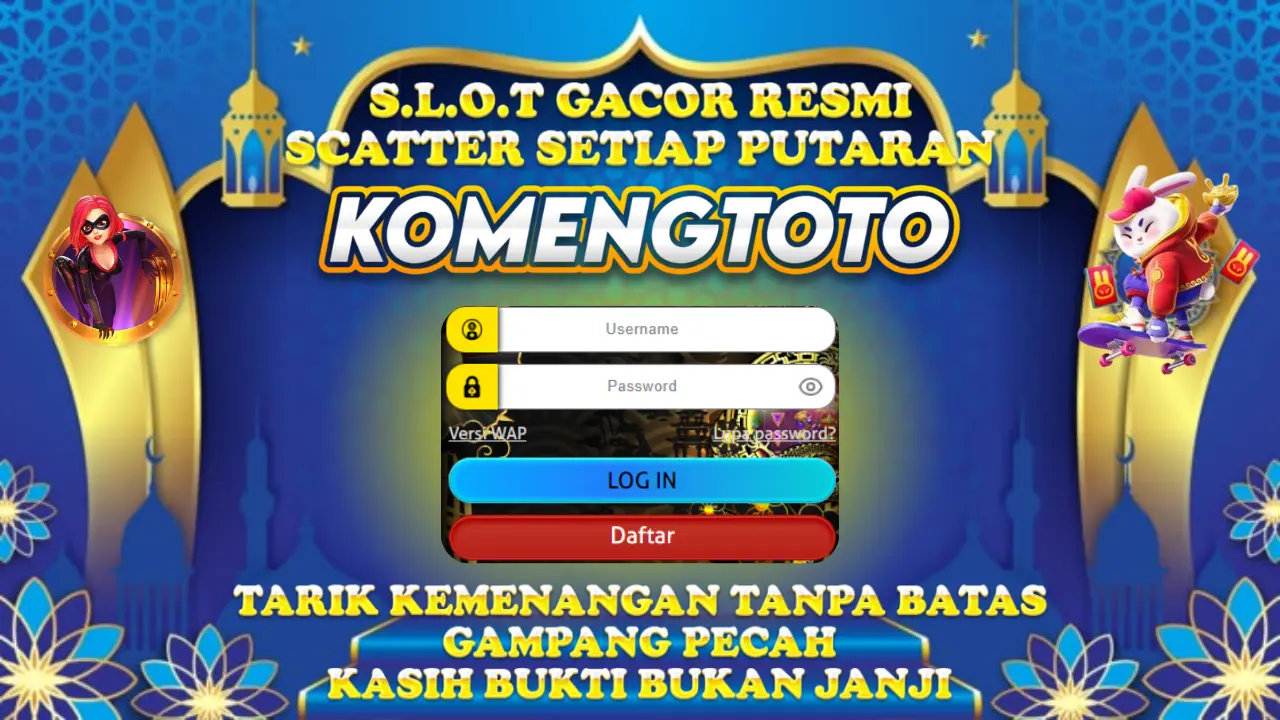 S.L.O.T GACOR RESMI
SCATTER SETIAP PUTARAN
KOMENGTOTO
Username
Password
Versi WAP
Lupa password?
LOG IN
Daftar
TARIK KEMENANGAN TANPA BATAS
GAMPANG PECAH
KASIH BUKTI BUKAN JANJI